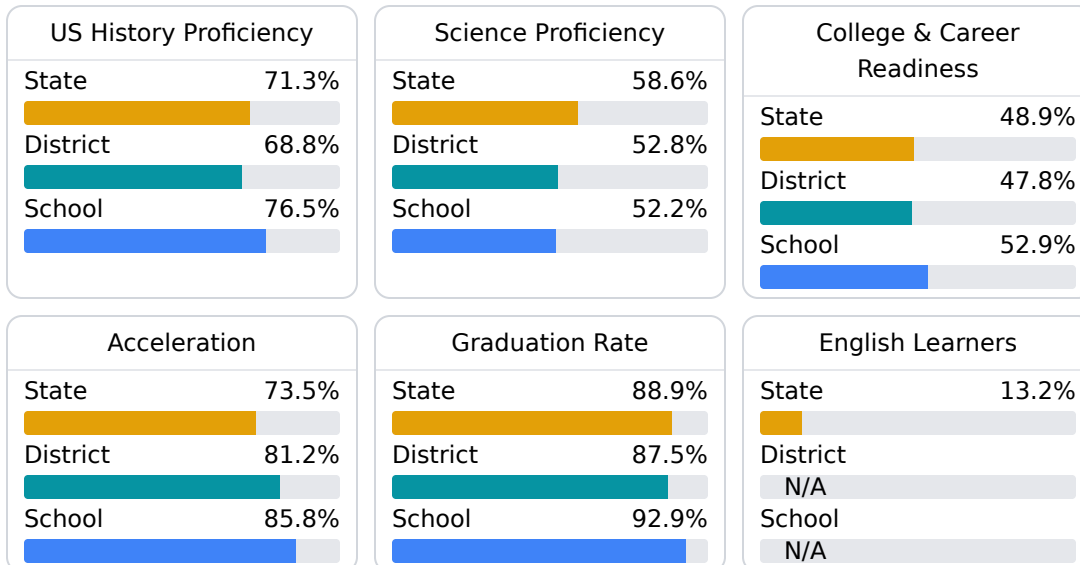 US History Proficiency
State 71.3%
District 68.8%
School 76.5%
Science Proficiency
State 58.6%
District 52.8%
School 52.2%
College & Career
Readiness
State 48.9%
District 47.8%
School 52.9%
Acceleration
State 73.5%
District 81.2%
School 85.8%
Graduation Rate
State 88.9%
District 87.5%
School 92.9%
English Learners
State 13.2%
District
N/A
School
N/A